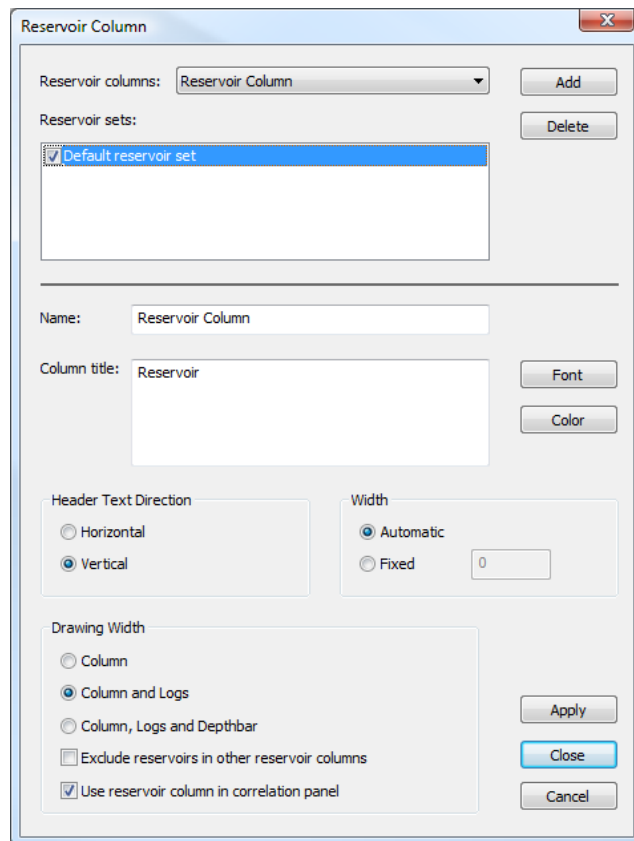 Reservoir Column
Reservoir columns: Reservoir Column Add
Reservoir sets: Delete
Default reservoir set
Name: Reservoir Column
Column title: Reservoir Font
Color
Header Text Direction Width
Horizontal Automatic
Vertical Fixed 0
Drawing Width
Column
Column and Logs
Column, Logs and Depthbar Apply
Exclude reservoirs in other reservoir columns Close
Use reservoir column in correlation panel Cancel